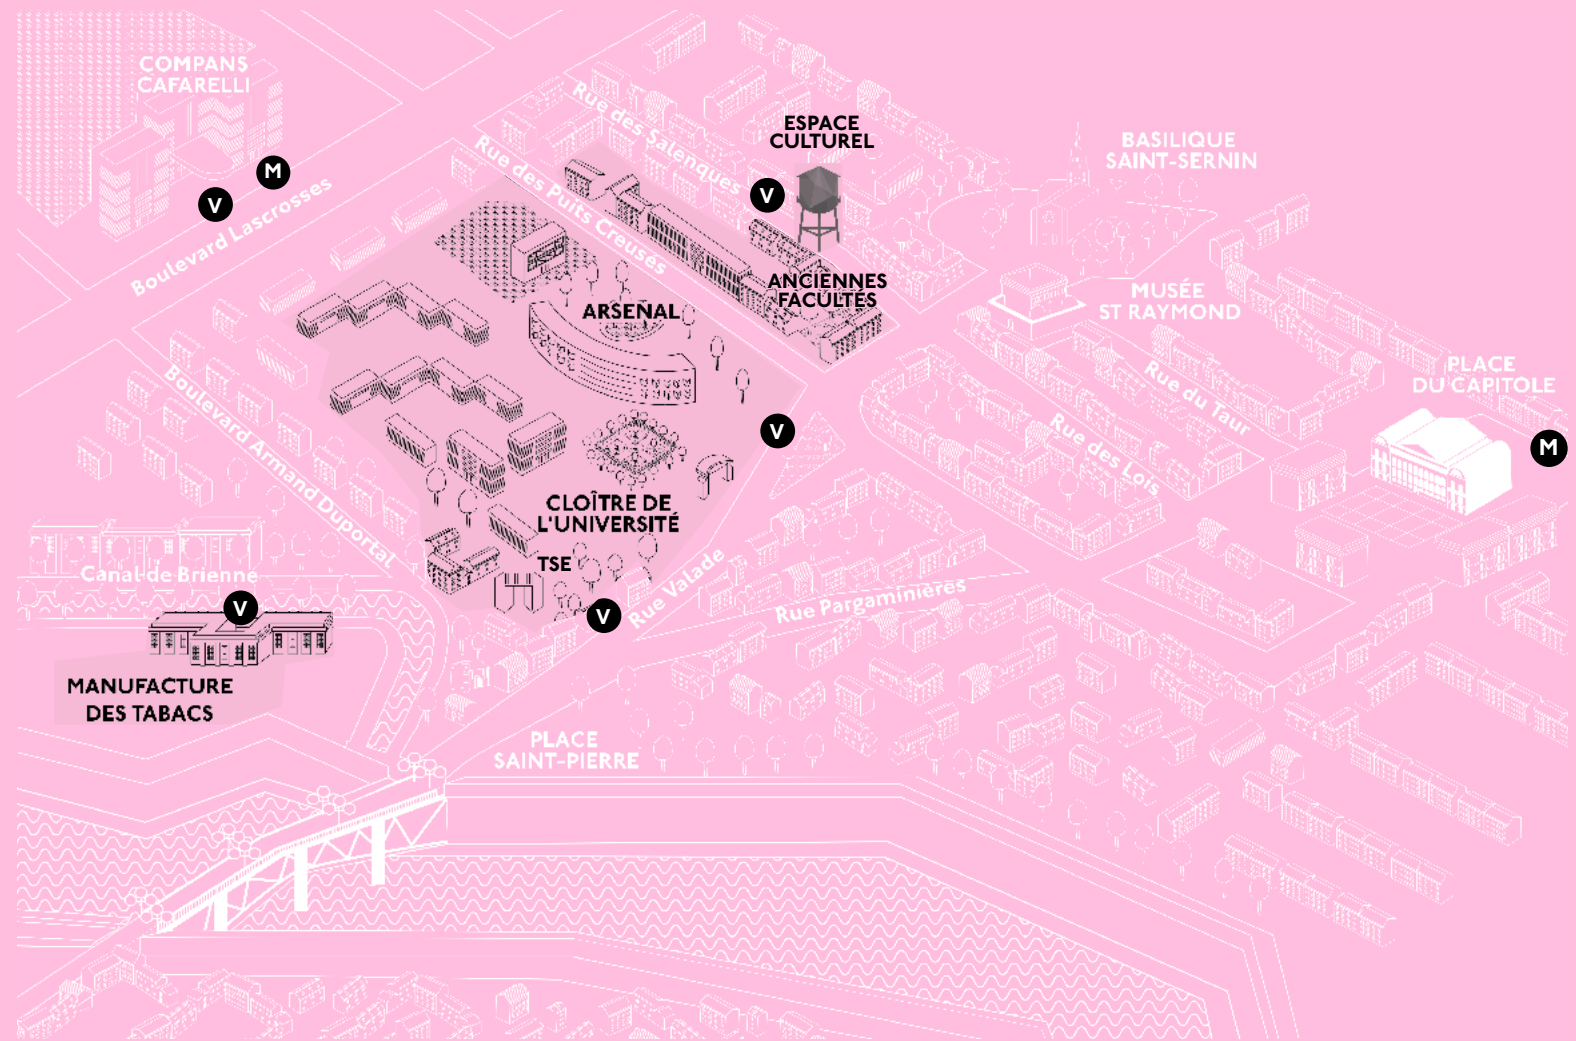 COMPANS
CAFARELLI
M
V
Boulevard Lascrosses
Rue des Salenques
Rue des Puits Creusés
ESPACE
CULTUREL
V
BASILIQUE
SAINT-SERNIN
ANCIENNES
FACULTÉS
ARSENAL
MUSÉE
ST RAYMOND
PLACE
DU CAPITOLE
M
Rue du Taur
Rue des Lois
V
Boulevard Armand Duportal
CLOÎTRE DE
L'UNIVERSITÉ
TSE
V
Rue Valade
Rue Pargaminières
Canal de Brienne
V
MANUFACTURE
DES TABACS
PLACE
SAINT-PIERRE